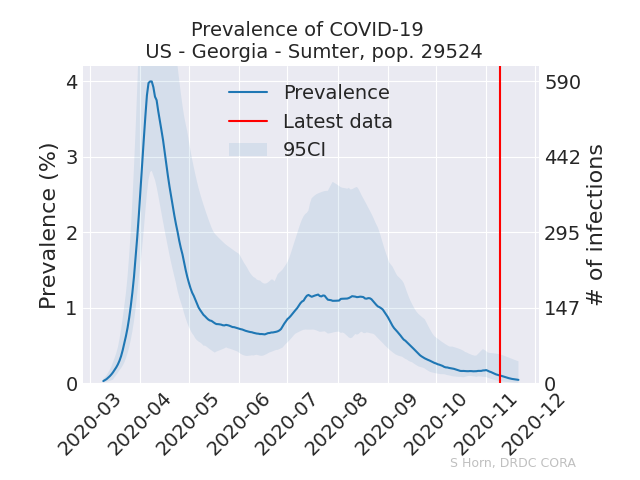 Prevalence of COVID-19
US - Georgia - Sumter, pop. 29524
Prevalence
Latest data
95CI
Prevalence (%)
4
3
2
1
0
# of infections
590
442
295
147
0
2020-03
2020-04
2020-05
2020-06
2020-07
2020-08
2020-09
2020-10
2020-11
2020-12
S Horn, DRDC CORA